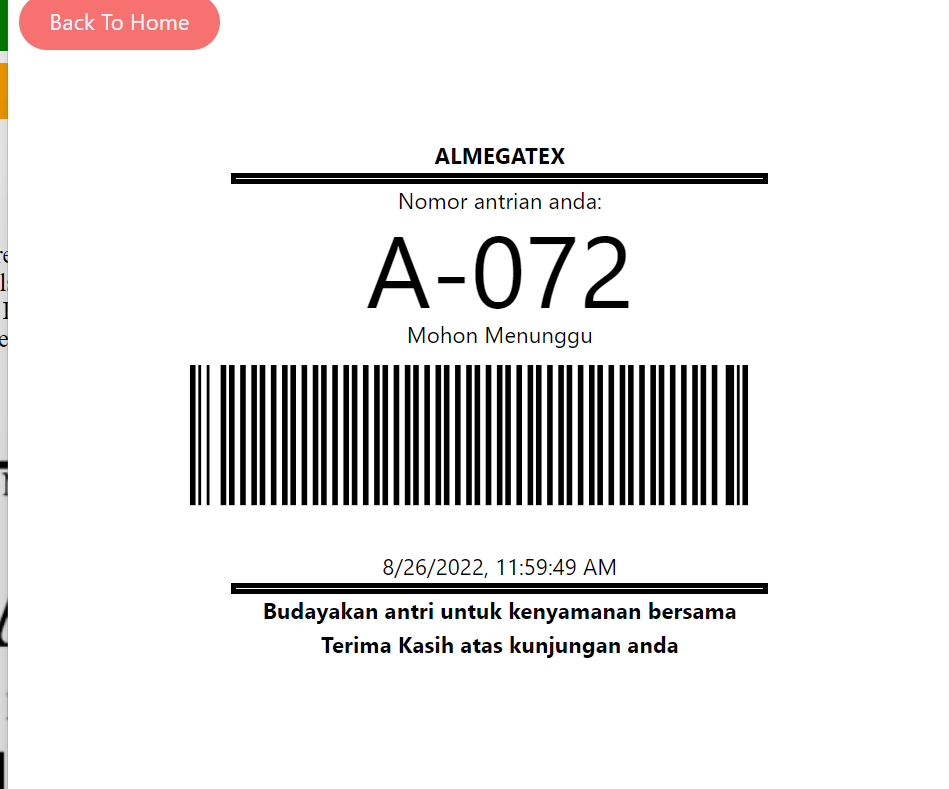 Back To Home
ALMEGATEX
Nomor antrian anda:
A-072
Mohon Menunggu
8/26/2022, 11:59:49 AM
Budayakan antri untuk kenyamanan bersama
Terima Kasih atas kunjungan anda